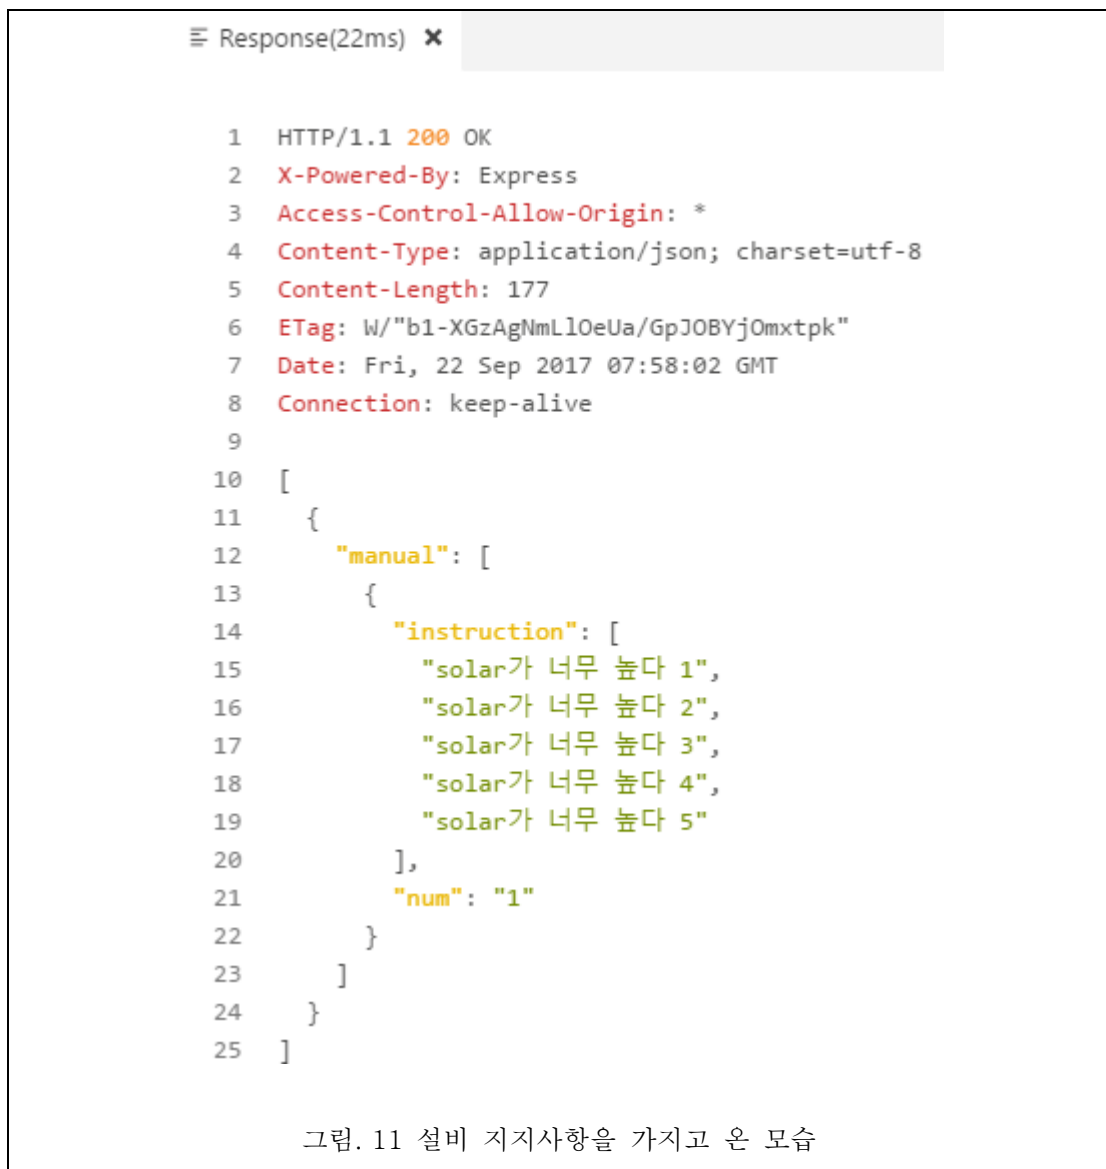 Response(22ms) ✖
1 HTTP/1.1 200 OK
2 X-Powered-By: Express
3 Access-Control-Allow-Origin: *
4 Content-Type: application/json; charset=utf-8
5 Content-Length: 177
6 ETag: W/"b1-XGzAgNmLlOeUa/GpJOBYjOmxtpk"
7 Date: Fri, 22 Sep 2017 07:58:02 GMT
8 Connection: keep-alive
9
10 [
11 {
12 "manual": [
13 {
14 "instruction": [
15 "solar가 너무 높다 1",
16 "solar가 너무 높다 2",
17 "solar가 너무 높다 3",
18 "solar가 너무 높다 4",
19 "solar가 너무 높다 5"
20 ],
21 "num": "1"
22 }
23 ]
24 }
25 ]
그림. 11 설비 지지사항을 가지고 온 모습